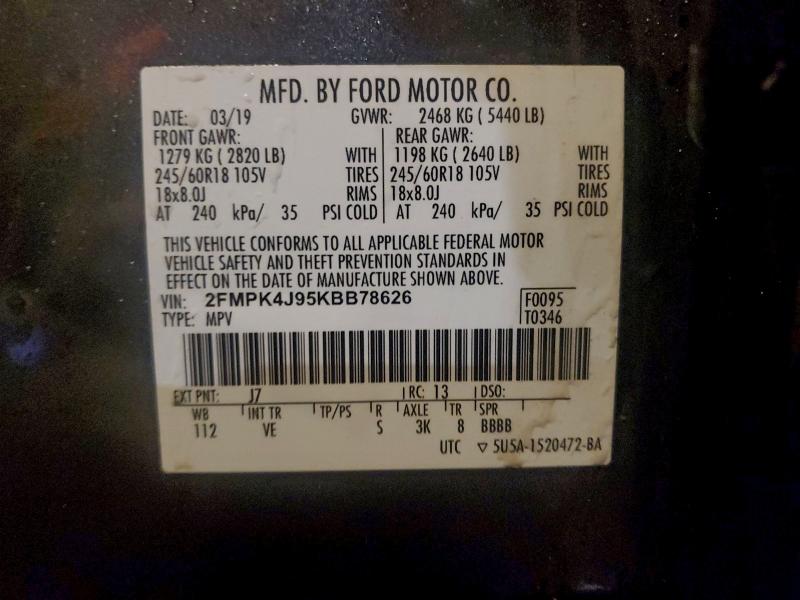 MFD. BY FORD MOTOR CO.
DATE: 03/19 GVWR: 2468 KG ( 5440 LB)
FRONT GAWR: REAR GAWR:
1279 KG ( 2820 LB) WITH 1198 KG ( 2640 LB) WITH
245/60R18 105V TIRES 245/60R18 105V TIRES
18x8.0J RIMS 18x8.0J RIMS
AT 240 kPa/ 35 PSI COLD AT 240 kPa/ 35 PSI COLD
THIS VEHICLE CONFORMS TO ALL APPLICABLE FEDERAL MOTOR
VEHICLE SAFETY AND THEFT PREVENTION STANDARDS IN
EFFECT ON THE DATE OF MANUFACTURE SHOWN ABOVE.
VIN: 2FMPK4J95KBB78626 F0095
TYPE: MPV T0346
EXT PNT: J7 RC: 13 DSO:
WB INT TR TP/PS R AXLE TR SPR
112 VE S 3K 8 BBBB
UTC ▽ 5U5A-1520472-BA